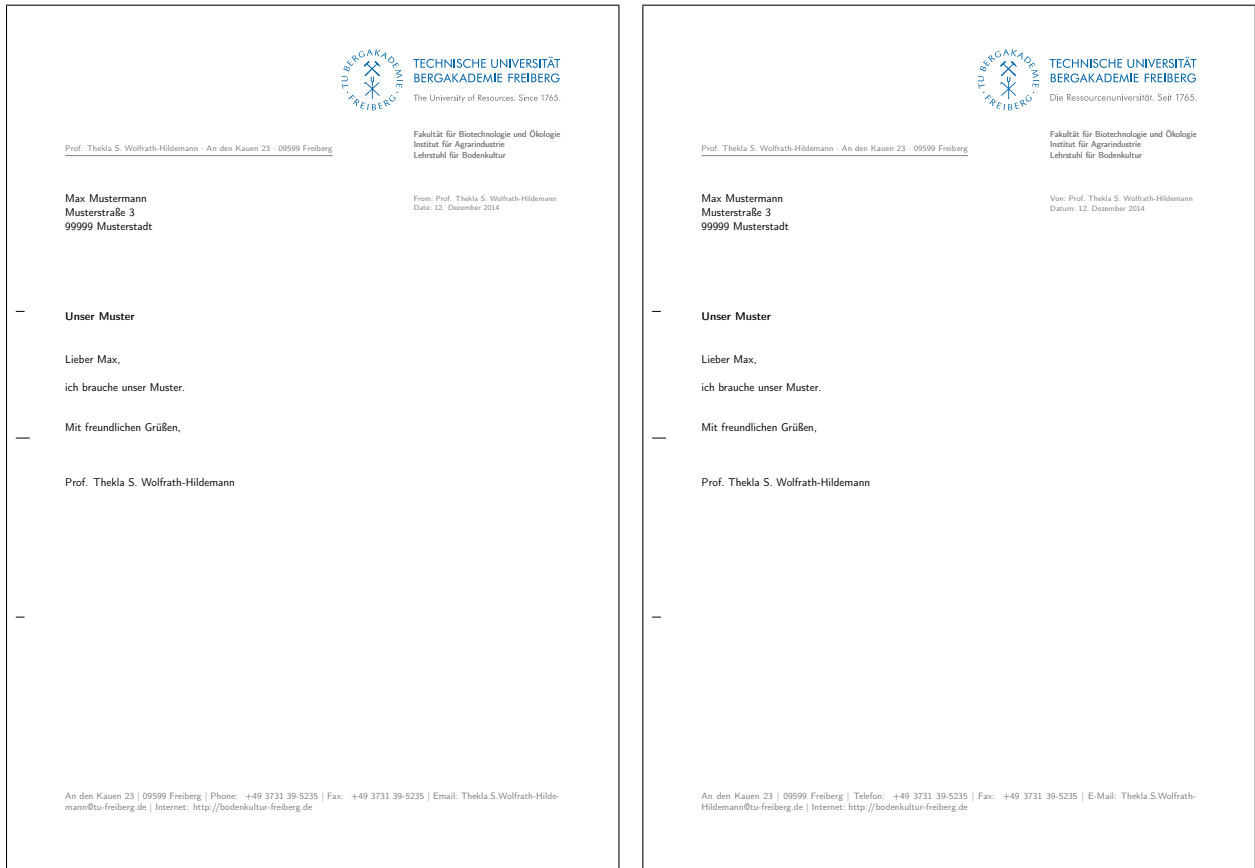 TU BERGAKADEMIE
· FREIBERG ·
TECHNISCHE UNIVERSITÄT
BERGAKADEMIE FREIBERG
The University of Resources. Since 1765.
Fakultät für Biotechnologie und Ökologie
Institut für Agrarindustrie
Lehrstuhl für Bodenkultur
Prof. Thekla S. Wolfrath-Hildemann · An den Kauen 23 · 09599 Freiberg
Max Mustermann
Musterstraße 3
99999 Musterstadt
From: Prof. Thekla S. Wolfrath-Hildemann
Date: 12. Dezember 2014
Unser Muster
Lieber Max,
ich brauche unser Muster.
Mit freundlichen Grüßen,
Prof. Thekla S. Wolfrath-Hildemann
An den Kauen 23 | 09599 Freiberg | Phone: +49 3731 39-5235 | Fax: +49 3731 39-5235 | Email: Thekla.S.Wolfrath-Hilde-
mann@tu-freiberg.de | Internet: http://bodenkultur-freiberg.de
TU BERGAKADEMIE
· FREIBERG ·
TECHNISCHE UNIVERSITÄT
BERGAKADEMIE FREIBERG
Die Ressourcenuniversität. Seit 1765.
Fakultät für Biotechnologie und Ökologie
Institut für Agrarindustrie
Lehrstuhl für Bodenkultur
Prof. Thekla S. Wolfrath-Hildemann · An den Kauen 23 · 09599 Freiberg
Max Mustermann
Musterstraße 3
99999 Musterstadt
Von: Prof. Thekla S. Wolfrath-Hildemann
Datum: 12. Dezember 2014
Unser Muster
Lieber Max,
ich brauche unser Muster.
Mit freundlichen Grüßen,
Prof. Thekla S. Wolfrath-Hildemann
An den Kauen 23 | 09599 Freiberg | Telefon: +49 3731 39-5235 | Fax: +49 3731 39-5235 | E-Mail: Thekla.S.Wolfrath-
Hildemann@tu-freiberg.de | Internet: http://bodenkultur-freiberg.de